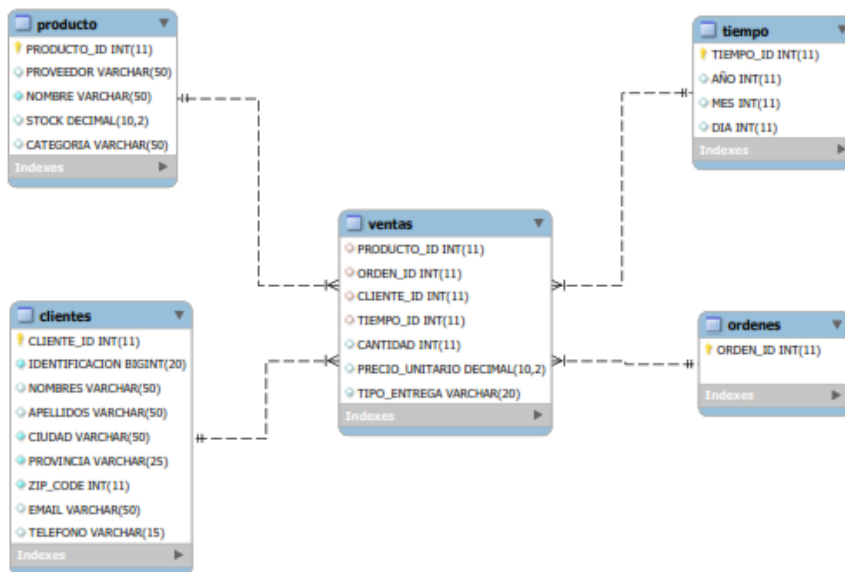 producto
PRODUCTO_ID INT(11)
PROVEEDOR VARCHAR(50)
NOMBRE VARCHAR(50)
STOCK DECIMAL(10,2)
CATEGORIA VARCHAR(50)
Indexes
tiempo
TIEMPO_ID INT(11)
AÑO INT(11)
MES INT(11)
DIA INT(11)
Indexes
ventas
PRODUCTO_ID INT(11)
ORDEN_ID INT(11)
CLIENTE_ID INT(11)
TIEMPO_ID INT(11)
CANTIDAD INT(11)
PRECIO_UNITARIO DECIMAL(10,2)
TIPO_ENTREGA VARCHAR(20)
Indexes
clientes
CLIENTE_ID INT(11)
IDENTIFICACION BIGINT(20)
NOMBRES VARCHAR(50)
APELLIDOS VARCHAR(50)
CIUDAD VARCHAR(50)
PROVINCIA VARCHAR(25)
ZIP_CODE INT(11)
EMAIL VARCHAR(50)
TELEFONO VARCHAR(15)
Indexes
ordenes
ORDEN_ID INT(11)
Indexes